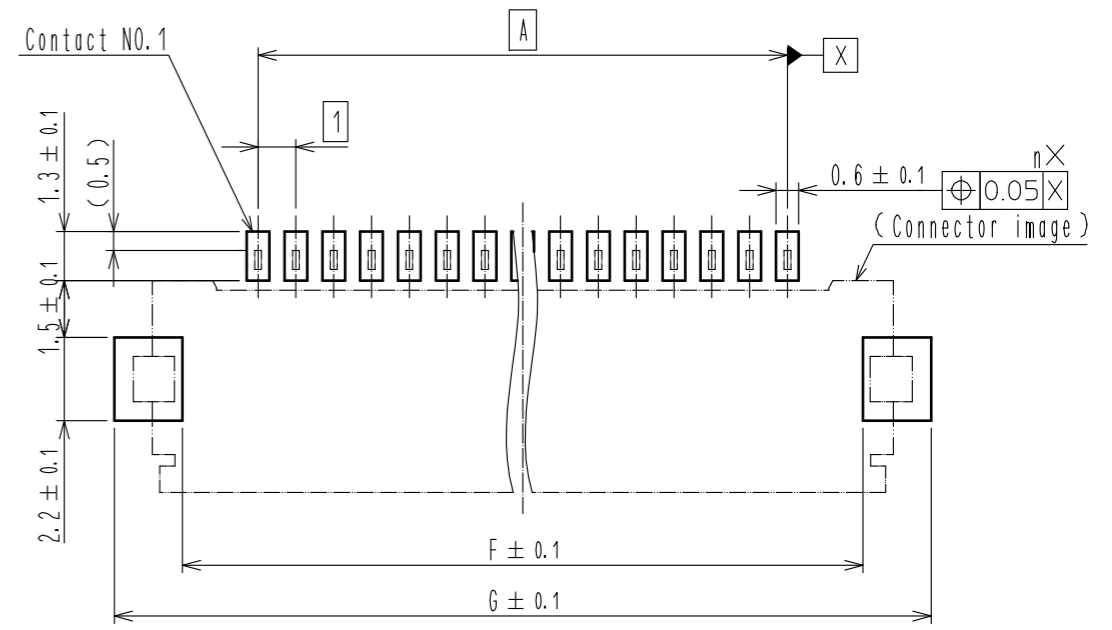 A
Contact NO. 1
X
1
1.3 ± 0.1
(0.5)
nX
0.6 ± 0.1
⌖ 0.05 X
(Connector image)
1.5 ± 0.1
2.2 ± 0.1
F ± 0.1
G ± 0.1